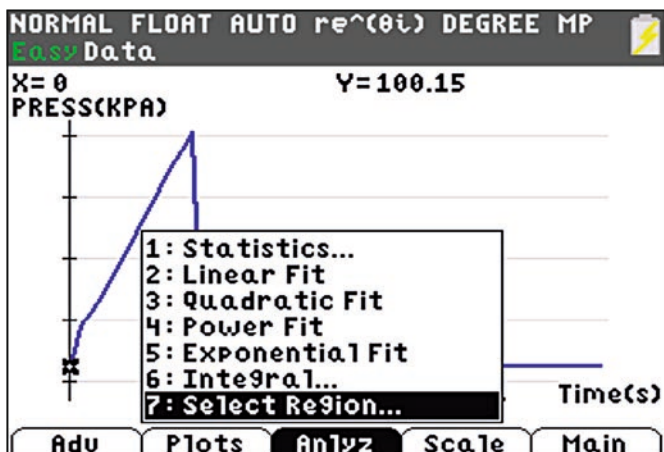 NORMAL FLOAT AUTO re^(θi) DEGREE MP
EasyData
X= 0 Y= 100.15
PRESS(KPA)
1: Statistics...
2: Linear Fit
3: Quadratic Fit
4: Power Fit
5: Exponential Fit
6: Integral...
7: Select Region...
Time(s)
Adv Plots Anlyz Scale Main